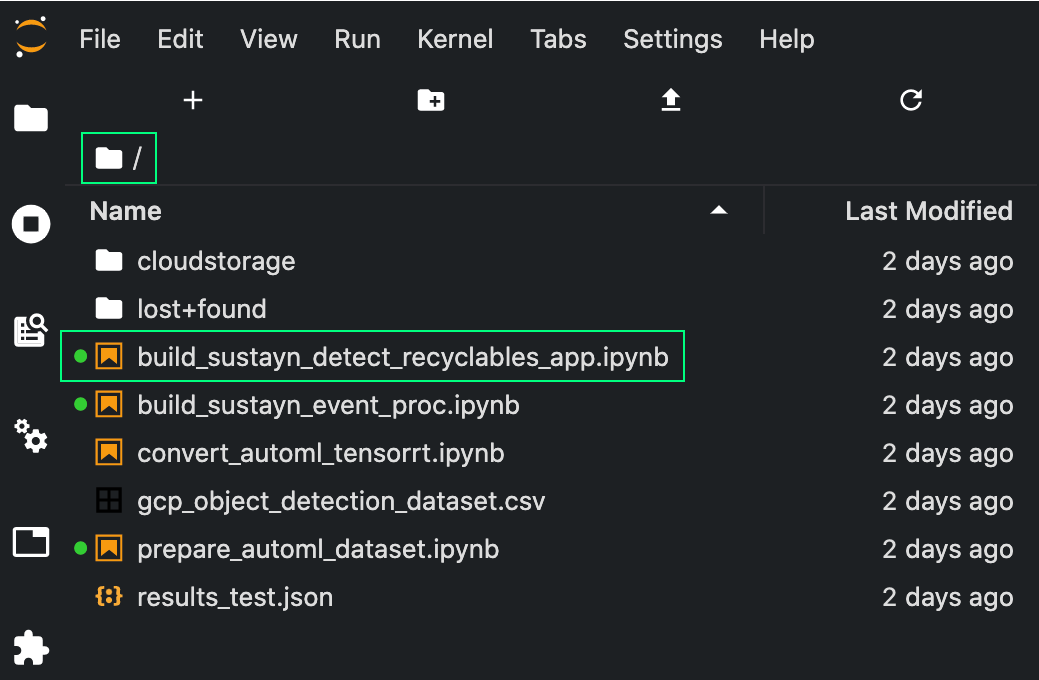 File Edit View Run Kernel Tabs Settings Help
/
Name Last Modified
cloudstorage 2 days ago
lost+found 2 days ago
build_sustayn_detect_recyclables_app.ipynb 2 days ago
build_sustayn_event_proc.ipynb 2 days ago
convert_automl_tensorrt.ipynb 2 days ago
gcp_object_detection_dataset.csv 2 days ago
prepare_automl_dataset.ipynb 2 days ago
results_test.json 2 days ago